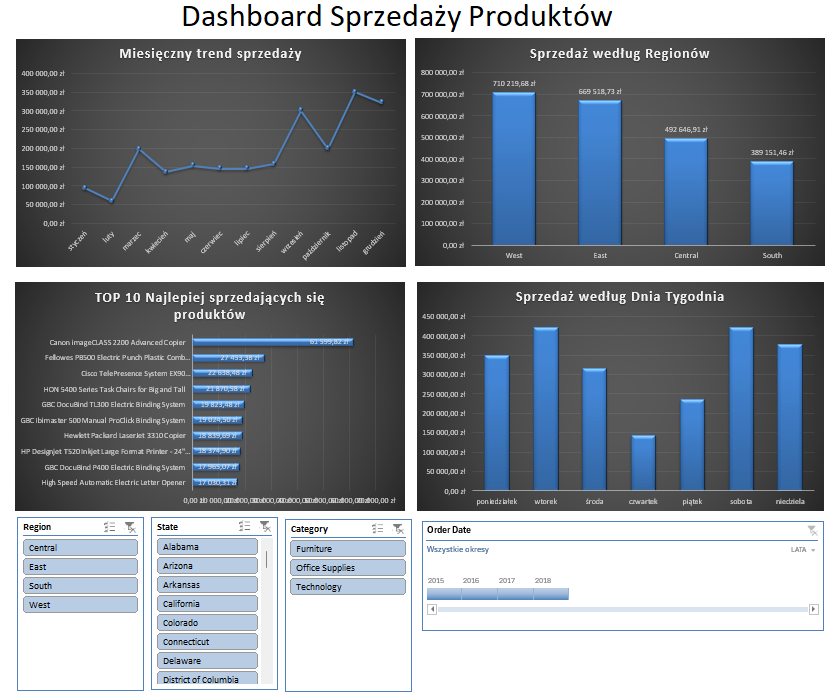 Dashboard Sprzedaży Produktów
Miesięczny trend sprzedaży
400 000,00 zł
350 000,00 zł
300 000,00 zł
250 000,00 zł
200 000,00 zł
150 000,00 zł
100 000,00 zł
50 000,00 zł
0,00 zł
styczeń luty marzec kwiecień maj czerwiec lipiec sierpień wrzesień październik listopad grudzień
Sprzedaż według Regionów
800 000,00 zł
700 000,00 zł
600 000,00 zł
500 000,00 zł
400 000,00 zł
300 000,00 zł
200 000,00 zł
100 000,00 zł
0,00 zł
710 219,68 zł
669 518,73 zł
492 646,91 zł
389 151,46 zł
West East Central South
TOP 10 Najlepiej sprzedających się
produktów
Canon imageCLASS 2200 Advanced Copier 61 599,82 zł
Fellowes PB500 Electric Punch Plastic Comb... 27 453,38 zł
Cisco TelePresence System EX90... 22 638,48 zł
HON 5400 Series Task Chairs for Big and Tall 21 870,58 zł
GBC DocuBind TL300 Electric Binding System 19 823,48 zł
GBC Ibimaster 500 Manual ProClick Binding System 19 024,50 zł
Hewlett Packard LaserJet 3310 Copier 18 839,69 zł
HP Designjet T520 Inkjet Large Format Printer - 24"... 18 374,90 zł
GBC DocuBind P400 Electric Binding System 17 965,07 zł
High Speed Automatic Electric Letter Opener 17 030,31 zł
Sprzedaż według Dnia Tygodnia
450 000,00 zł
400 000,00 zł
350 000,00 zł
300 000,00 zł
250 000,00 zł
200 000,00 zł
150 000,00 zł
100 000,00 zł
50 000,00 zł
0,00 zł
poniedziałek wtorek środa czwartek piątek sobota niedziela
Region
Central
East
South
West
State
Alabama
Arizona
Arkansas
California
Colorado
Connecticut
Delaware
District of Columbia
Category
Furniture
Office Supplies
Technology
Order Date
Wszystkie okresy LATA
2015 2016 2017 2018